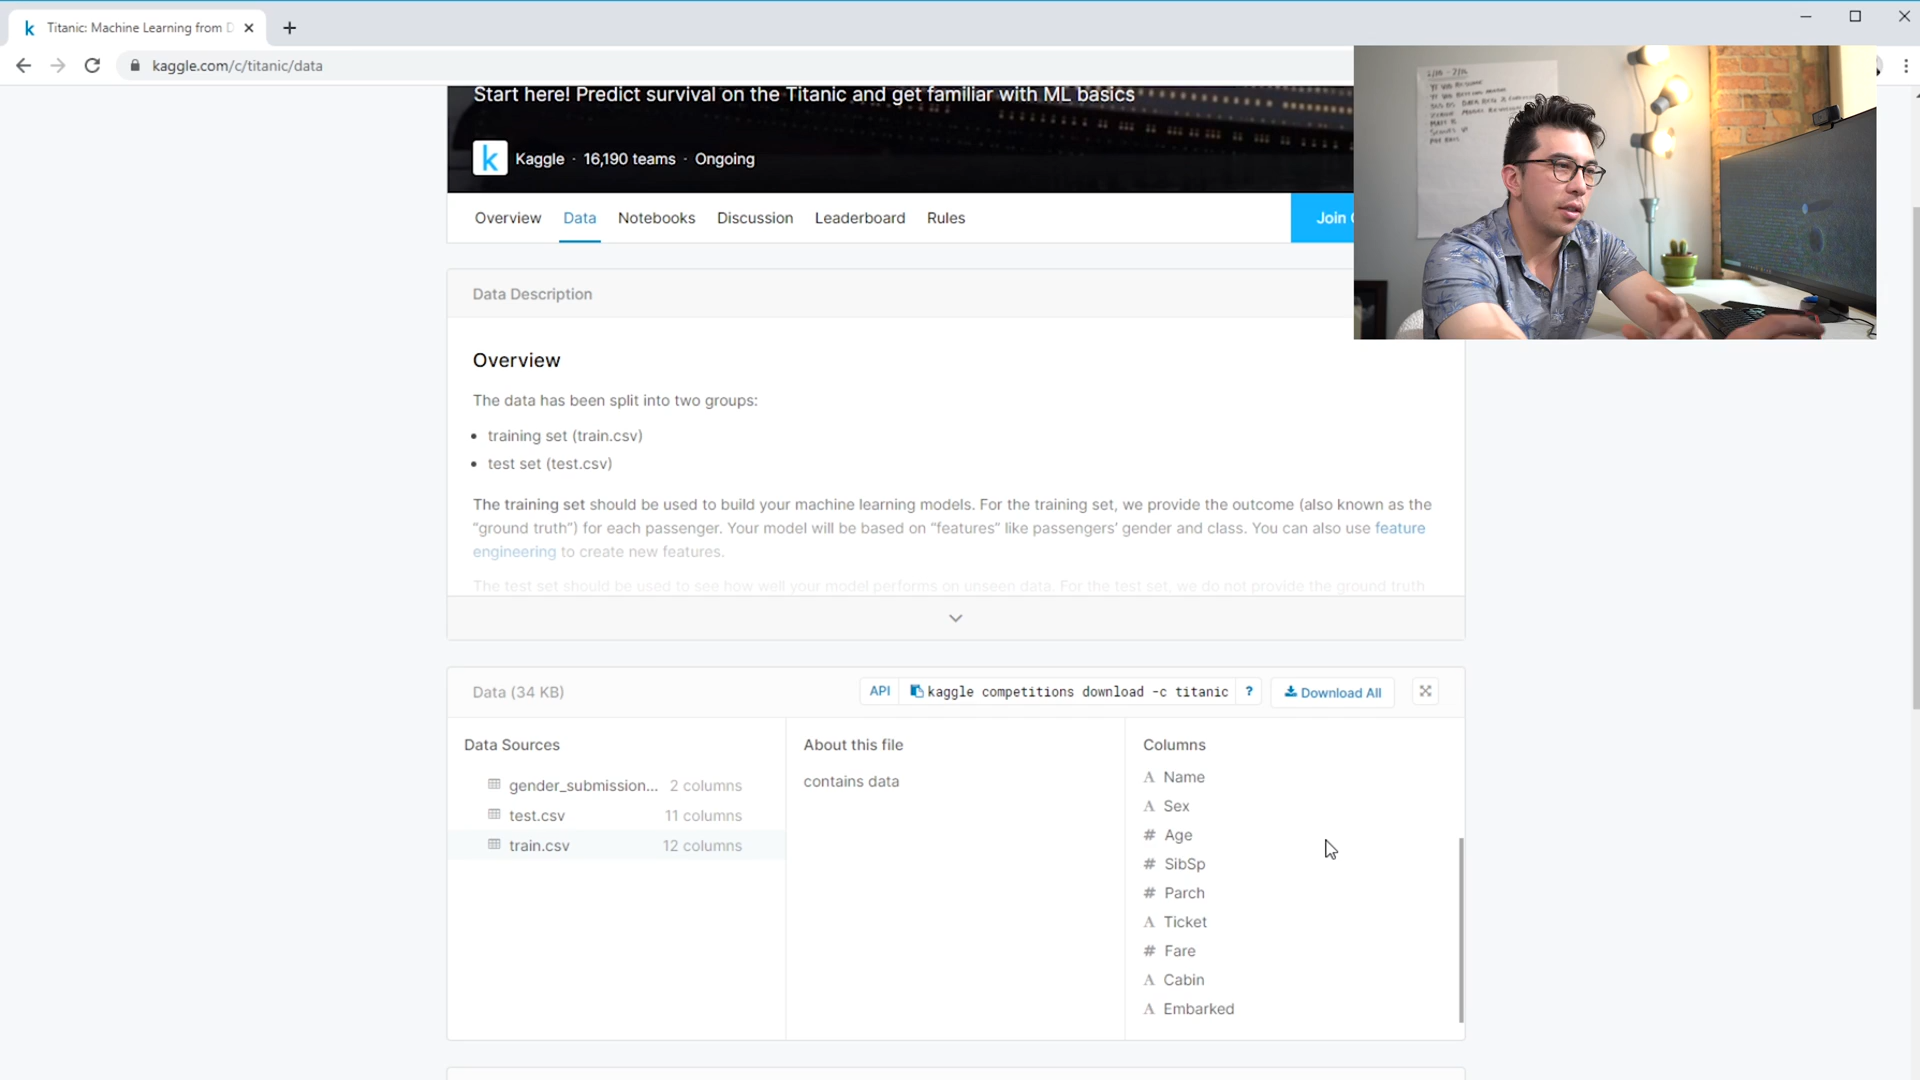 k Titanic: Machine Learning from D
kaggle.com/c/titanic/data
Start here! Predict survival on the Titanic and get familiar with ML basics
k Kaggle · 16,190 teams · Ongoing
Overview Data Notebooks Discussion Leaderboard Rules Join
Data Description
Overview
The data has been split into two groups:
• training set (train.csv)
• test set (test.csv)
The training set should be used to build your machine learning models. For the training set, we provide the outcome (also known as the
“ground truth”) for each passenger. Your model will be based on “features” like passengers’ gender and class. You can also use feature
engineering to create new features.
The test set should be used to see how well your model performs on unseen data. For the test set, we do not provide the ground truth
Data (34 KB) API kaggle competitions download -c titanic ? Download All
Data Sources
gender_submission... 2 columns
test.csv 11 columns
train.csv 12 columns
About this file
contains data
Columns
A Name
A Sex
# Age
# SibSp
# Parch
A Ticket
# Fare
A Cabin
A Embarked